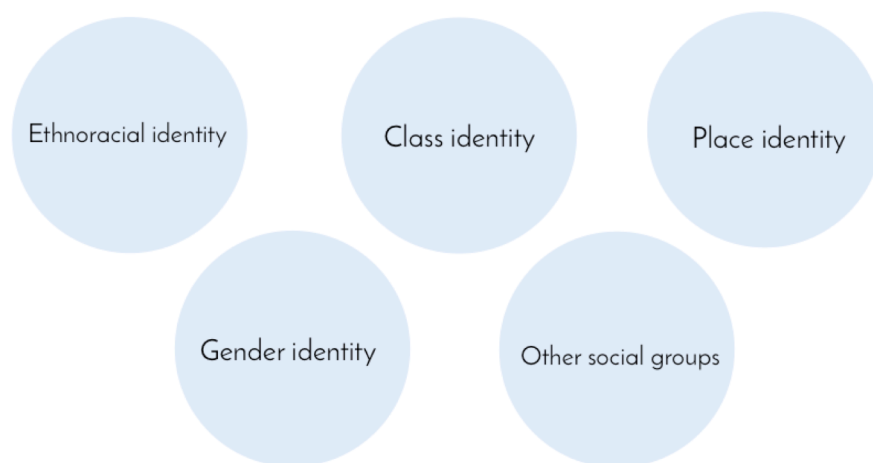 Ethnoracial identity
Class identity
Place identity
Gender identity
Other social groups